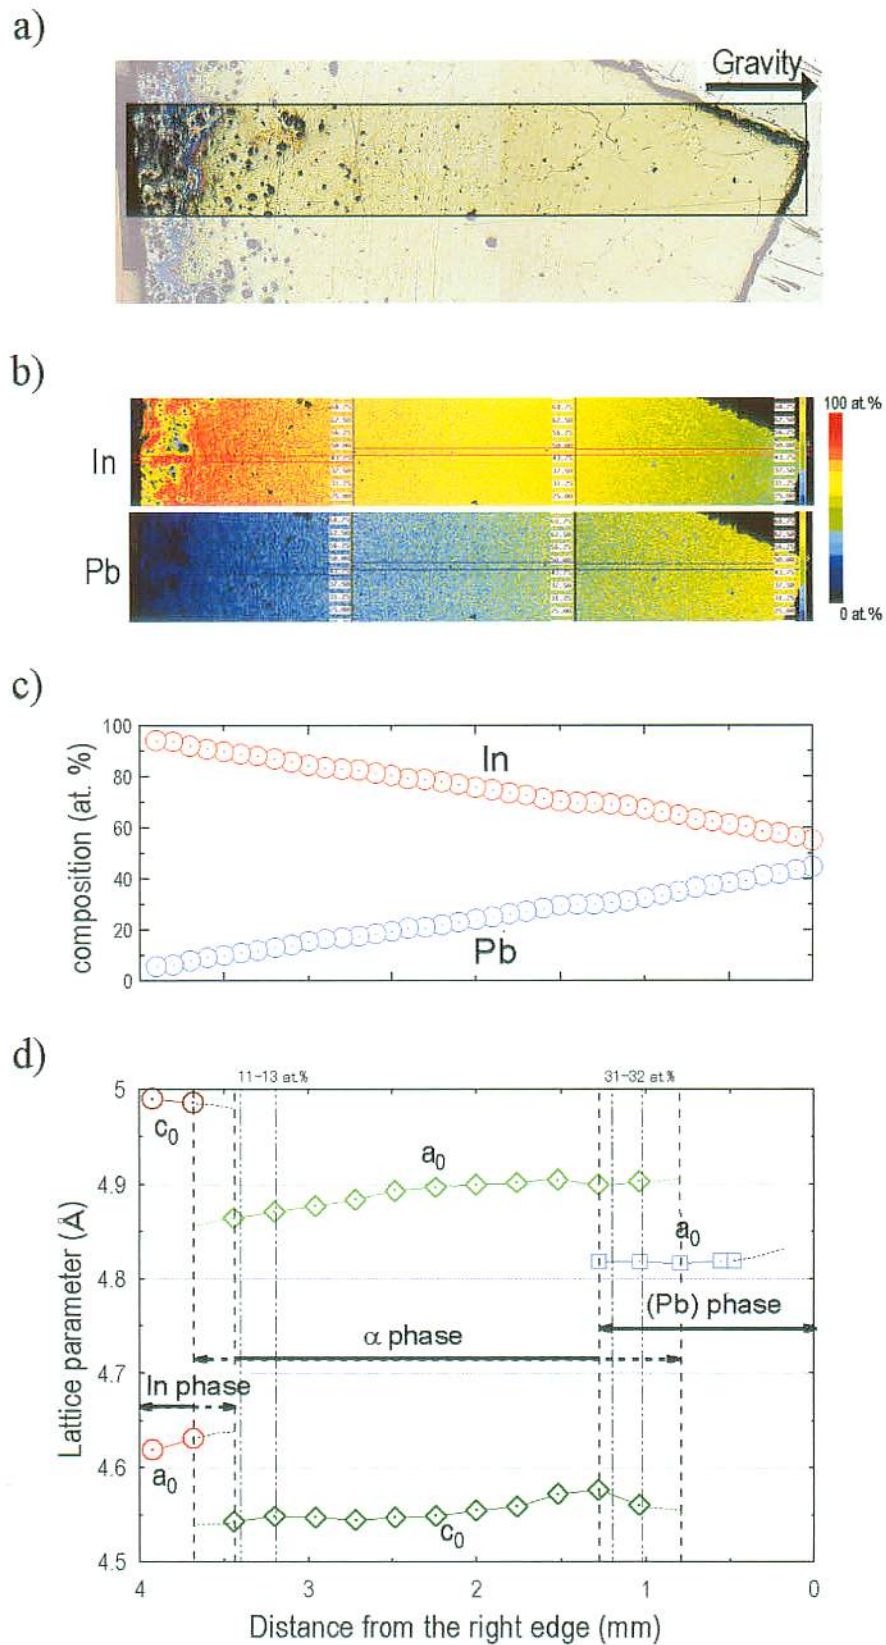 a)
Gravity
b)
In
Pb
100 at.%
0 at.%
c)
composition (at. %)
100
80
60
40
20
0
In
Pb
d)
11-13 at.%
31-32 at.%
Lattice parameter (Å)
5
4.9
4.8
4.7
4.6
4.5
c0
a0
a0
(Pb) phase
α phase
In phase
a0
c0
4
3
2
1
0
Distance from the right edge (mm)